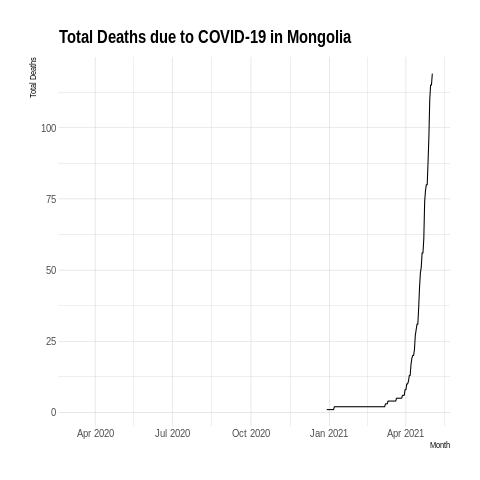 Total Deaths due to COVID-19 in Mongolia
Total Deaths
100
75
50
25
0
Apr 2020 Jul 2020 Oct 2020 Jan 2021 Apr 2021
Month